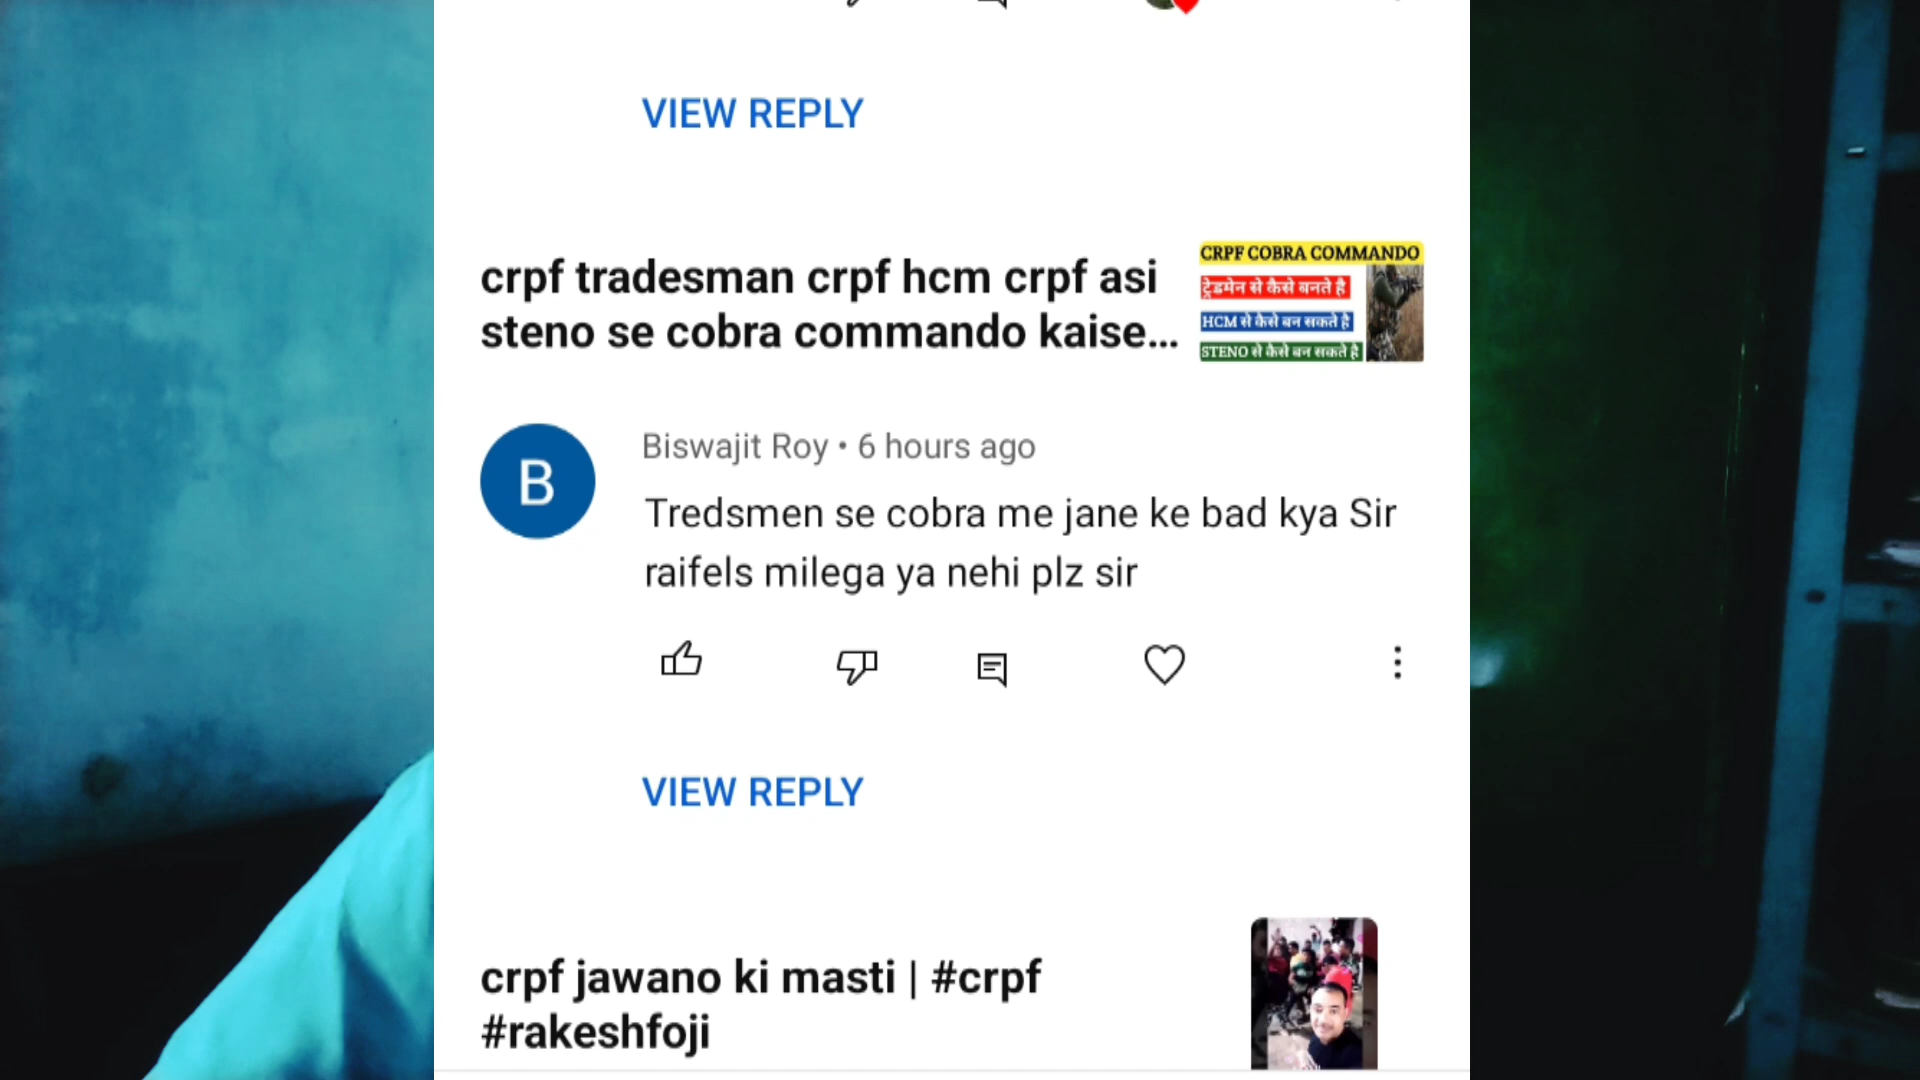 VIEW REPLY
crpf tradesman crpf hcm crpf asi
steno se cobra commando kaise...
CRPF COBRA COMMANDO
ट्रेडमेन से कैसे बनते है
HCM से कैसे बन सकते है
STENO से कैसे बन सकते है
B
Biswajit Roy • 6 hours ago
Tredsmen se cobra me jane ke bad kya Sir
raifels milega ya nehi plz sir
VIEW REPLY
crpf jawano ki masti | #crpf
#rakeshfoji